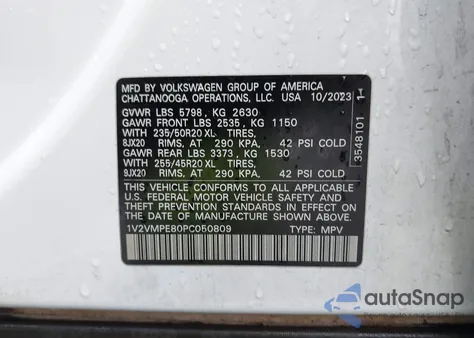 MFD BY VOLKSWAGEN GROUP OF AMERICA
CHATTANOOGA OPERATIONS, LLC. USA 10/2023
GVWR LBS 5798, KG 2630
GAWR FRONT LBS 2535, KG 1150
WITH 235/50R20 XL TIRES,
8JX20 RIMS, AT 290 KPA, 42 PSI COLD
GAWR REAR LBS 3373, KG 1530
WITH 255/45R20 XL TIRES,
9JX20 RIMS, AT 290 KPA, 42 PSI COLD
THIS VEHICLE CONFORMS TO ALL APPLICABLE
U.S. FEDERAL MOTOR VEHICLE SAFETY AND
THEFT PREVENTION STANDARDS IN EFFECT ON THE
DATE OF MANUFACTURE SHOWN ABOVE.
1V2VMPE80PC050809 TYPE: MPV
3548101
autoSnap
POWERED BY